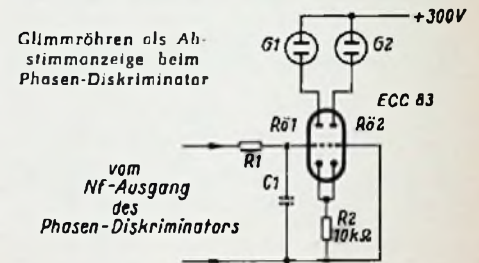 Glimmröhren als Ab-
stimmanzeige beim
Phasen-Diskriminator
+300V
G1
G2
ECC 83
Rö1
Rö2
R1
C1
R2
10kΩ
vom
Nf-Ausgang
des
Phasen-Diskriminators